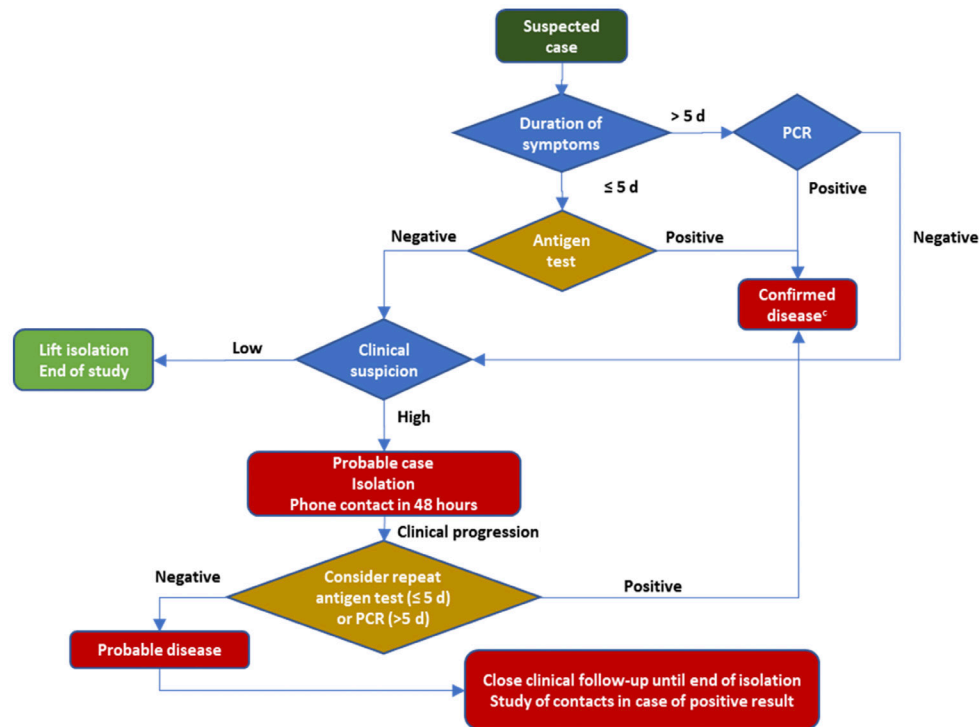 Suspected
case
Duration of
symptoms
> 5 d
PCR
≤ 5 d
Positive
Negative
Antigen
test
Positive
Negative
Confirmed
diseaseᶜ
Lift isolation
End of study
Low
Clinical
suspicion
High
Probable case
Isolation
Phone contact in 48 hours
Clinical progression
Negative
Consider repeat
antigen test (≤ 5 d)
or PCR (>5 d)
Positive
Probable disease
Close clinical follow-up until end of isolation
Study of contacts in case of positive result